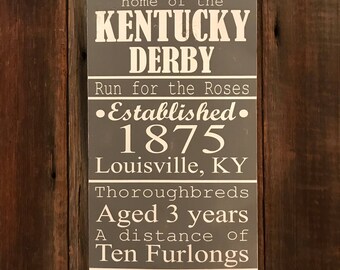 home of the
KENTUCKY
DERBY
Run for the Roses
•Established•
1875
Louisville, KY
Thoroughbreds
Aged 3 years
A distance of
Ten Furlongs